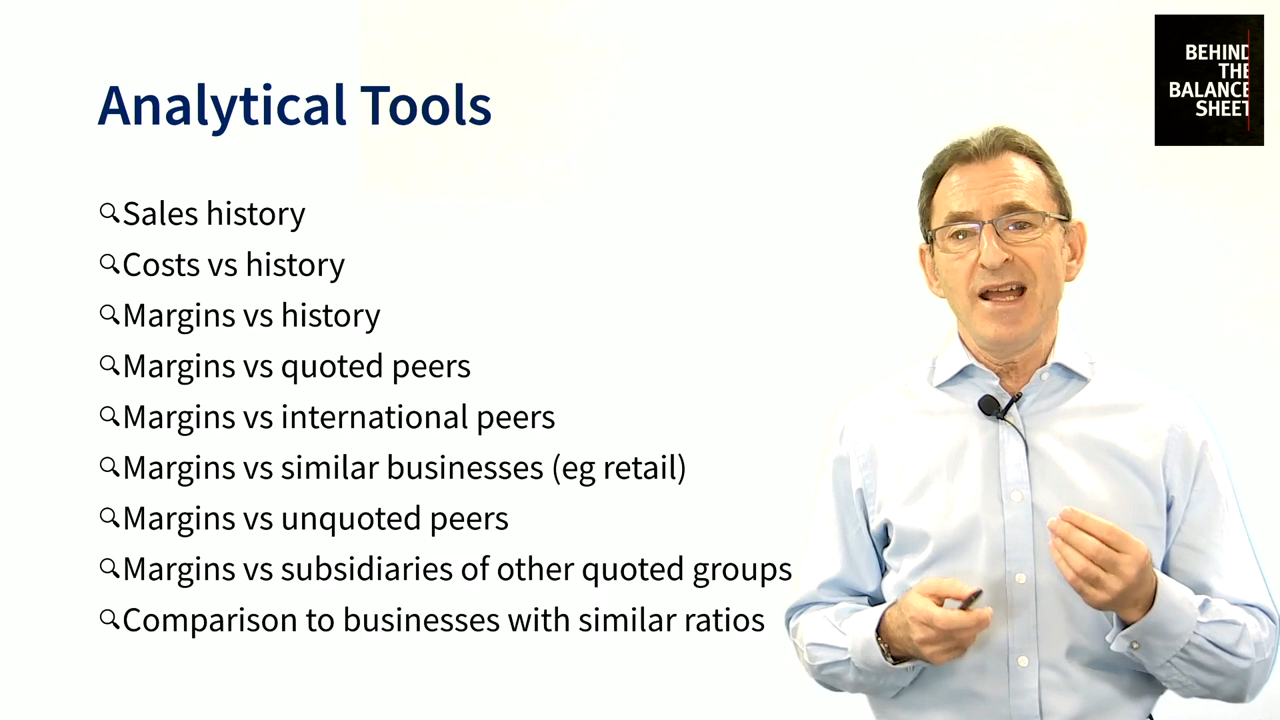 Analytical Tools
Sales history
Costs vs history
Margins vs history
Margins vs quoted peers
Margins vs international peers
Margins vs similar businesses (eg retail)
Margins vs unquoted peers
Margins vs subsidiaries of other quoted groups
Comparison to businesses with similar ratios
BEHIND
THE
BALANCE
SHEET